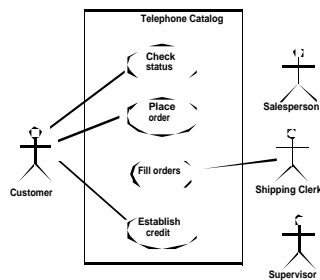 Telephone Catalog
Check
status
Place
order
Salesperson
Fill orders
Customer
Shipping Clerk
Establish
credit
Supervisor